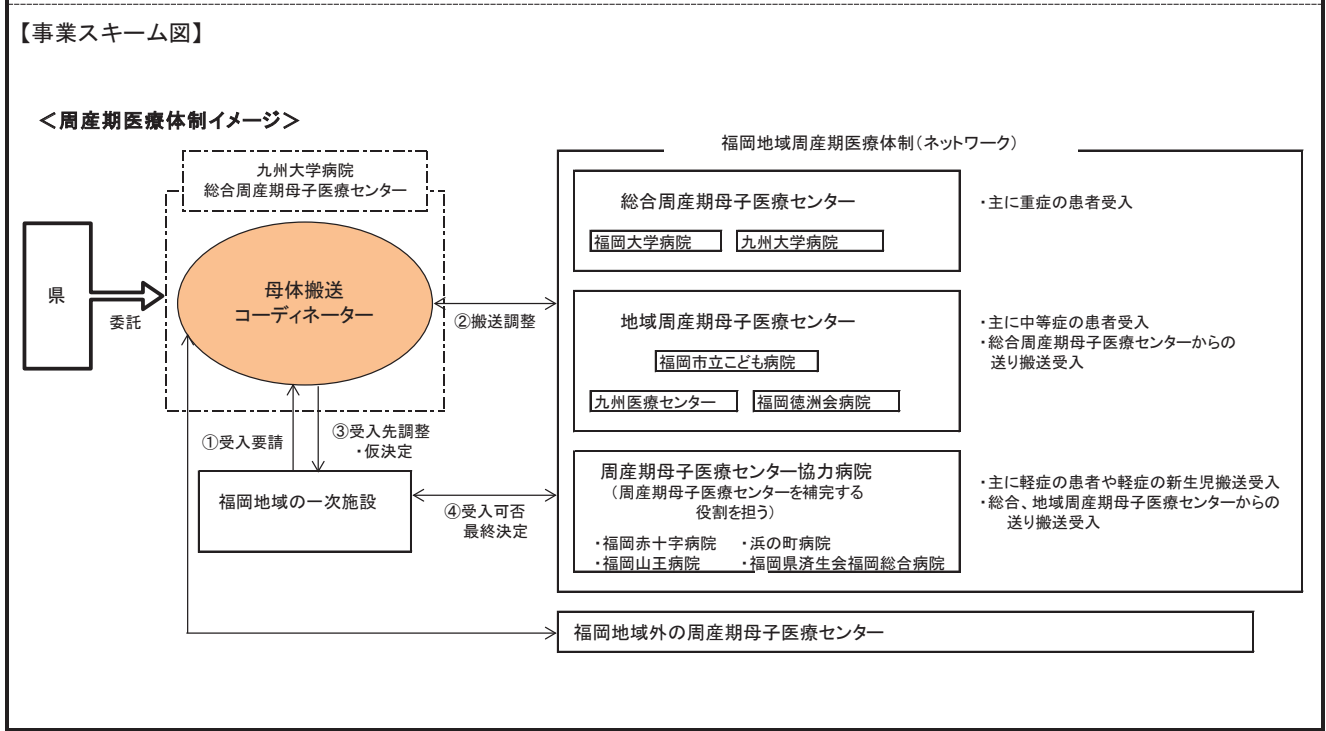 【事業スキーム図】
＜周産期医療体制イメージ＞
九州大学病院
総合周産期母子医療センター
県
委託
母体搬送
コーディネーター
②搬送調整
①受入要請
③受入先調整
・仮決定
福岡地域の一次施設
④受入可否
最終決定
福岡地域周産期医療体制(ネットワーク)
総合周産期母子医療センター
福岡大学病院
九州大学病院
・主に重症の患者受入
地域周産期母子医療センター
福岡市立こども病院
九州医療センター
福岡徳洲会病院
・主に中等症の患者受入
・総合周産期母子医療センターからの
送り搬送受入
周産期母子医療センター協力病院
（周産期母子医療センターを補完する
役割を担う）
・福岡赤十字病院 ・浜の町病院
・福岡山王病院 ・福岡県済生会福岡総合病院
・主に軽症の患者や軽症の新生児搬送受入
・総合、地域周産期母子医療センターからの
送り搬送受入
福岡地域外の周産期母子医療センター